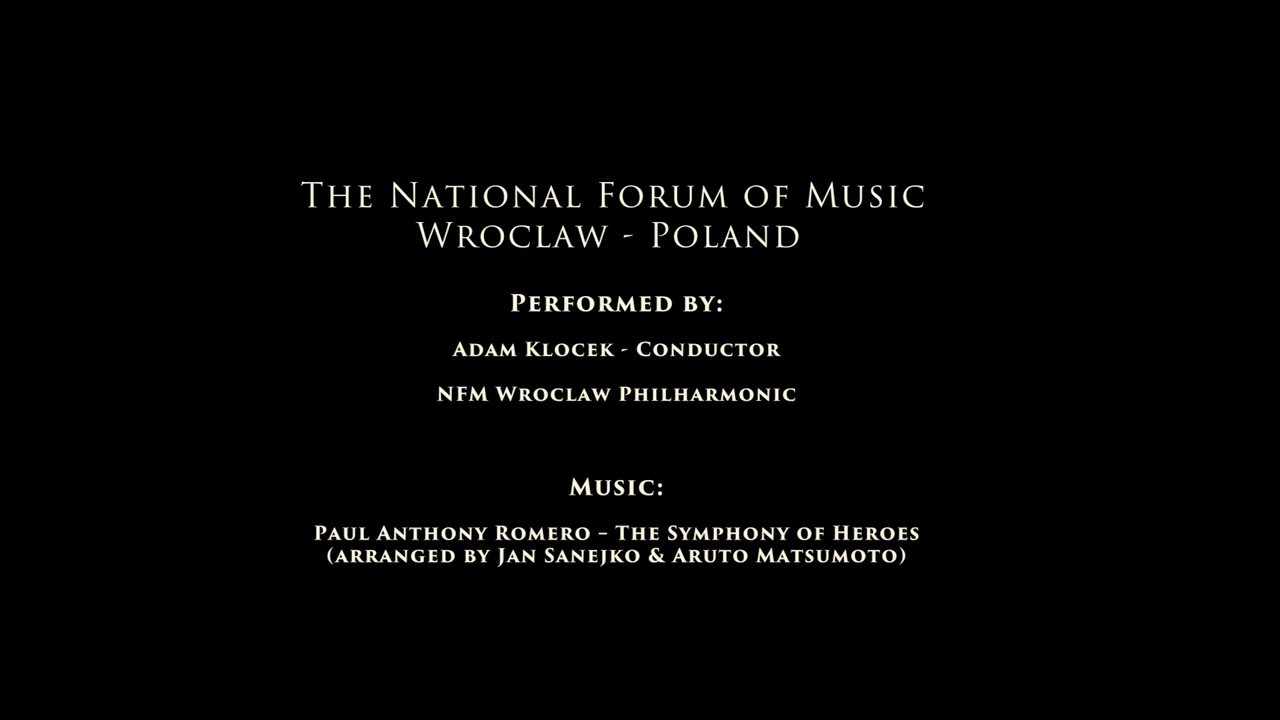 The National Forum of Music
Wroclaw - Poland
Performed by:
Adam Klocek - Conductor
NFM Wroclaw Philharmonic
Music:
Paul Anthony Romero – The Symphony of Heroes
(arranged by Jan Sanejko & Aruto Matsumoto)